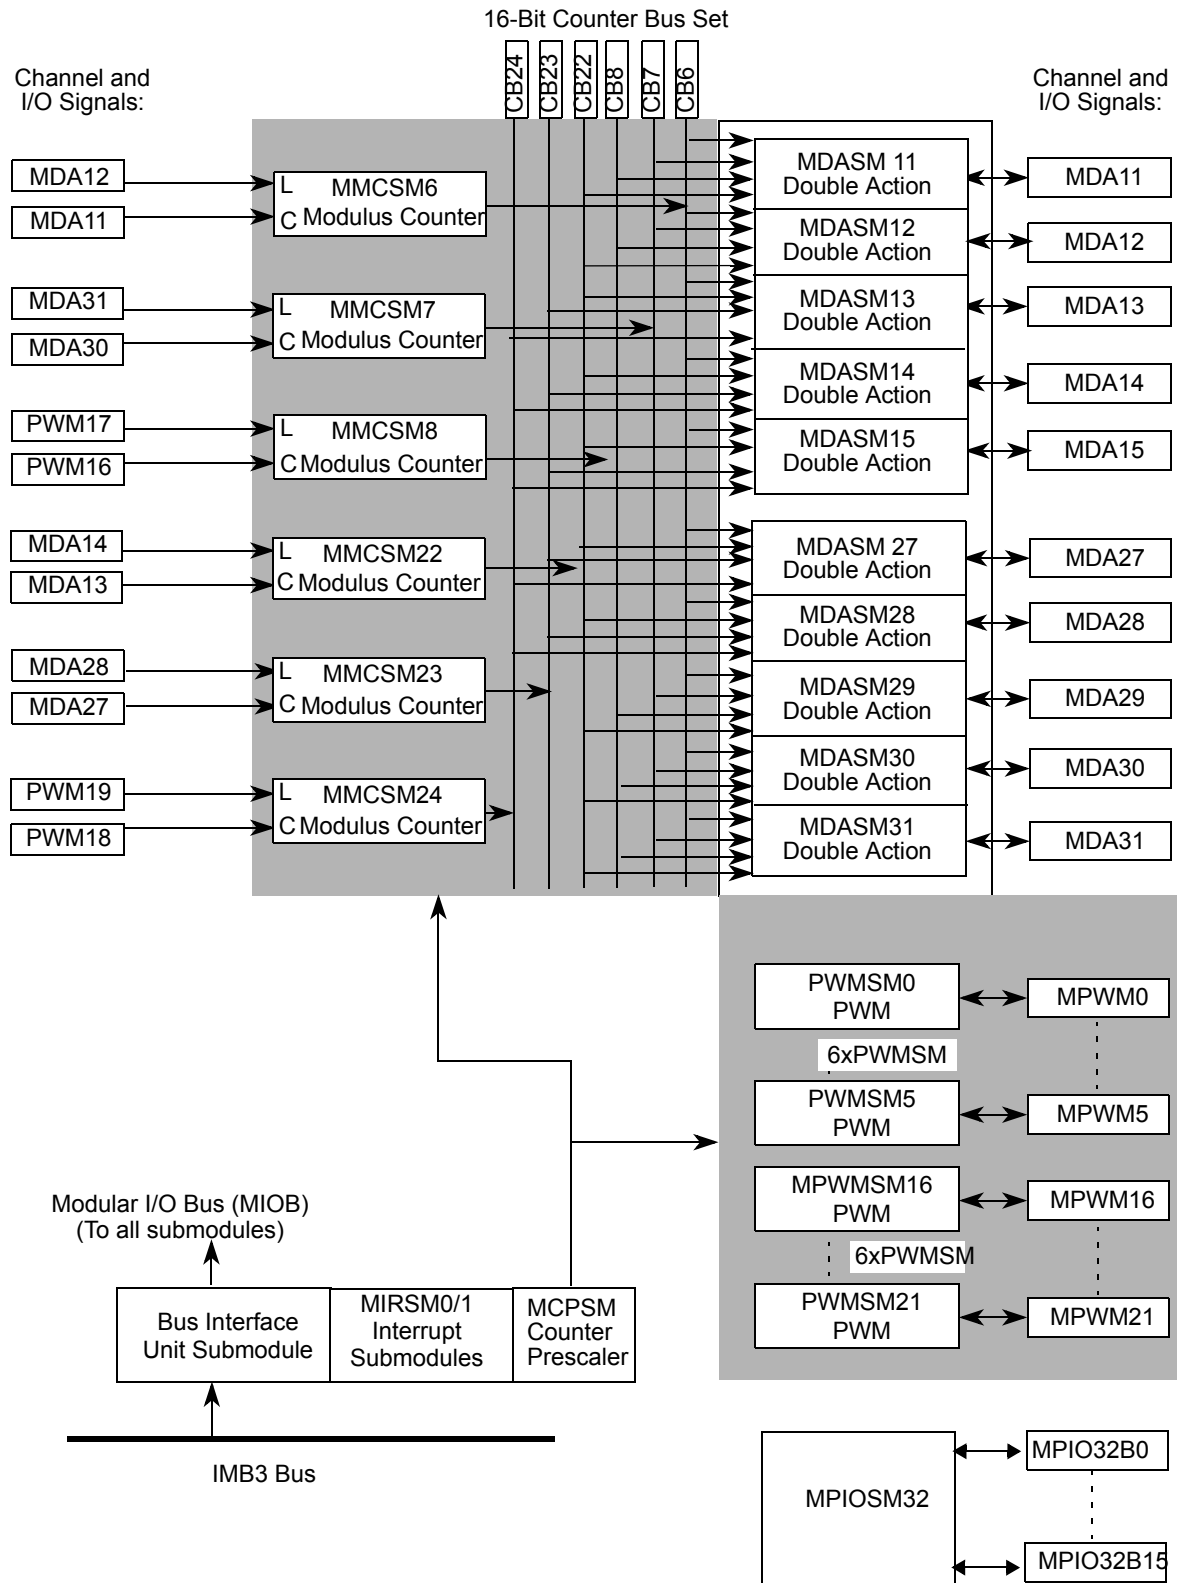 16-Bit Counter Bus Set
CB24
CB23
CB22
CB8
CB7
CB6
Channel and
I/O Signals:
Channel and
I/O Signals:
MDA12
MDA11
L
C
MMCSM6
Modulus Counter
MDA31
MDA30
L
C
MMCSM7
Modulus Counter
PWM17
PWM16
L
C
MMCSM8
Modulus Counter
MDA14
MDA13
L
C
MMCSM22
Modulus Counter
MDA28
MDA27
L
C
MMCSM23
Modulus Counter
PWM19
PWM18
L
C
MMCSM24
Modulus Counter
MDASM 11
Double Action
MDA11
MDASM12
Double Action
MDA12
MDASM13
Double Action
MDA13
MDASM14
Double Action
MDA14
MDASM15
Double Action
MDA15
MDASM 27
Double Action
MDA27
MDASM28
Double Action
MDA28
MDASM29
Double Action
MDA29
MDASM30
Double Action
MDA30
MDASM31
Double Action
MDA31
PWMSM0
PWM
MPWM0
6xPWMSM
PWMSM5
PWM
MPWM5
MPWMSM16
PWM
MPWM16
6xPWMSM
PWMSM21
PWM
MPWM21
Modular I/O Bus (MIOB)
(To all submodules)
Bus Interface
Unit Submodule
MIRSM0/1
Interrupt
Submodules
MCPSM
Counter
Prescaler
IMB3 Bus
MPIOSM32
MPIO32B0
MPIO32B15